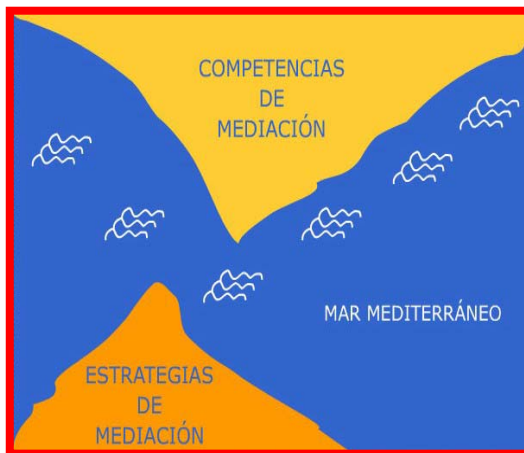 COMPETENCIAS
DE
MEDIACIÓN
MAR MEDITERRÁNEO
ESTRATEGIAS
DE
MEDIACIÓN